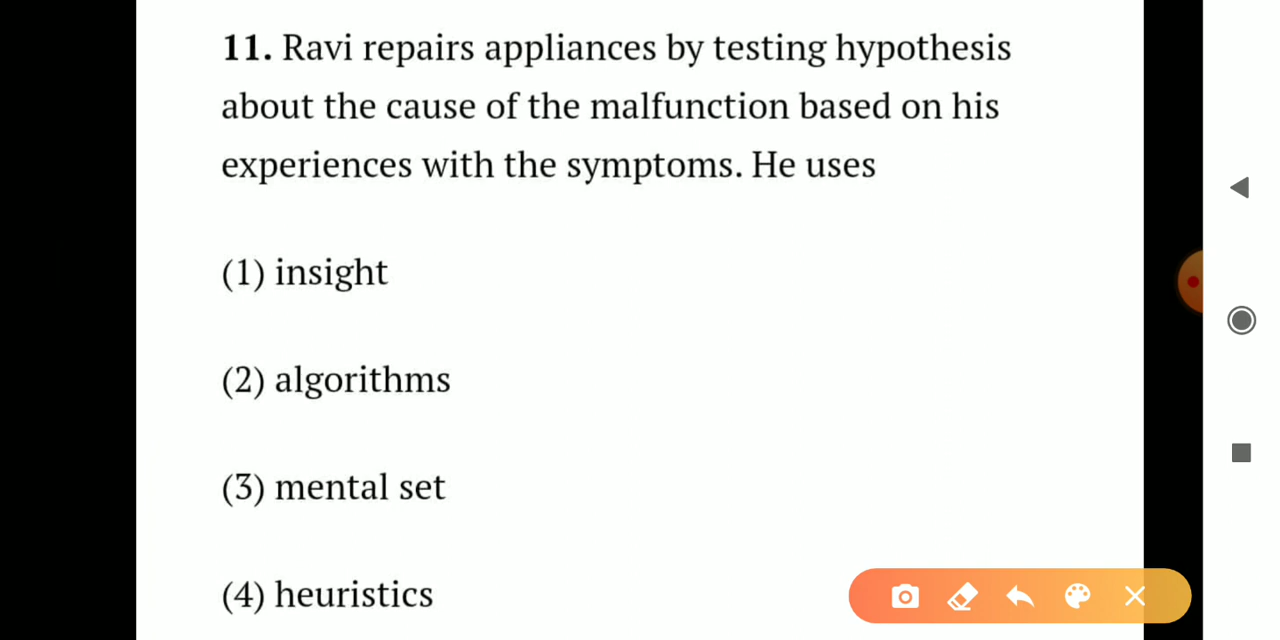 11. Ravi repairs appliances by testing hypothesis
about the cause of the malfunction based on his
experiences with the symptoms. He uses
(1) insight
(2) algorithms
(3) mental set
(4) heuristics